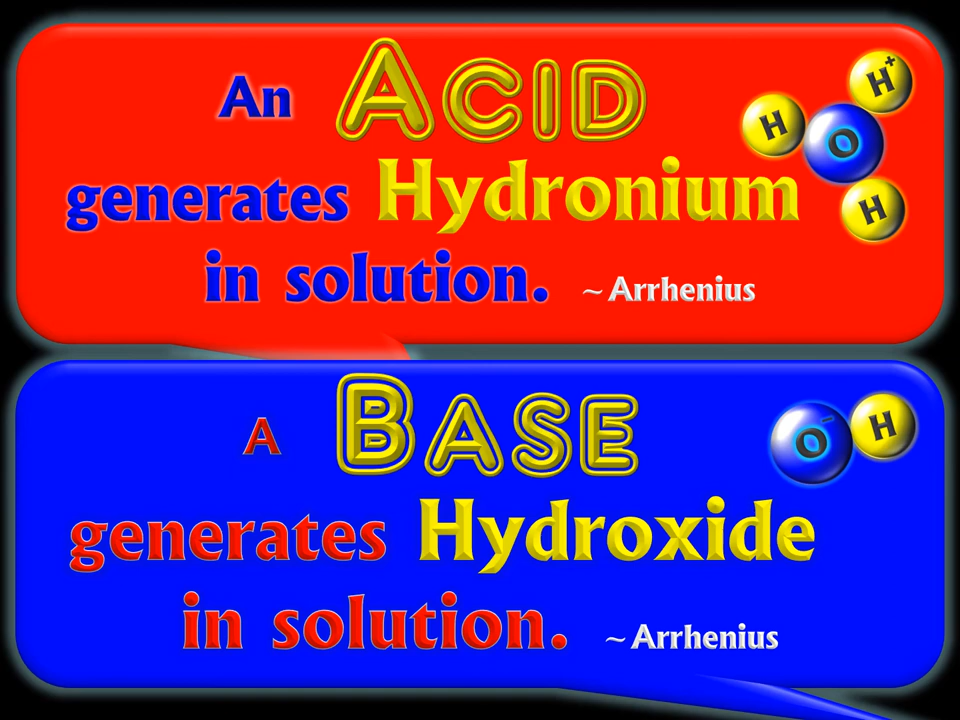 An ACID
H
H+
O
H
generates Hydronium
in solution. ~ Arrhenius
A BASE
O-
H
generates Hydroxide
in solution. ~ Arrhenius